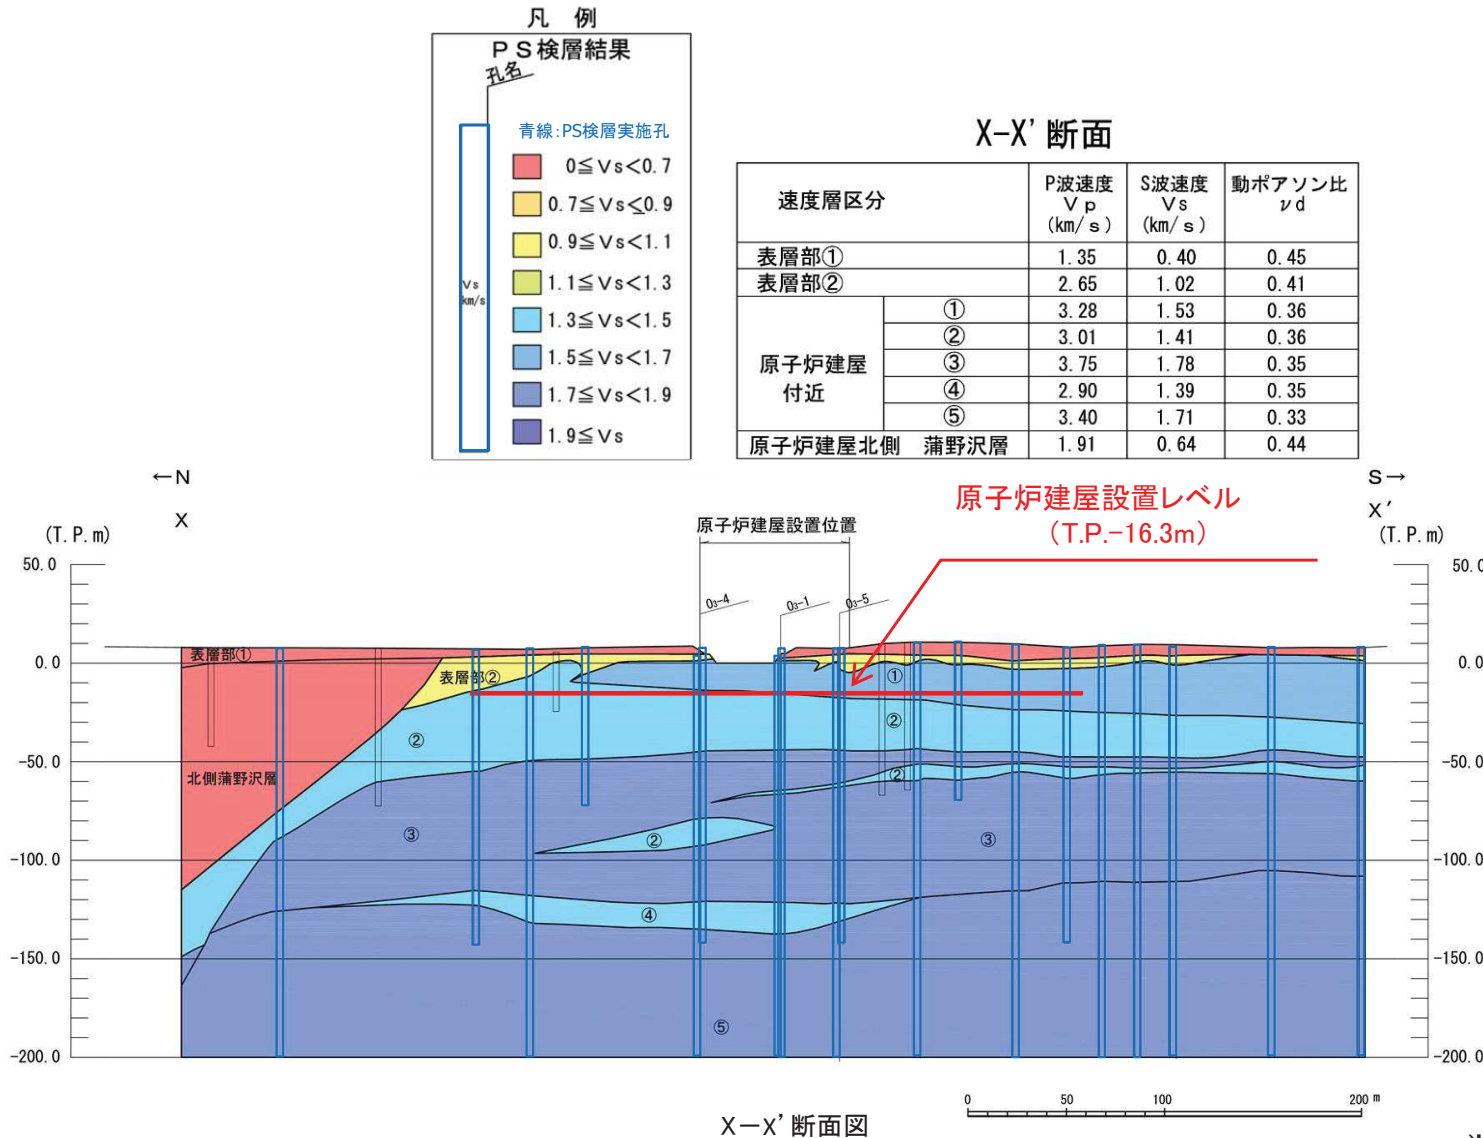 凡 例
PS検層結果
孔名
青線:PS検層実施孔
Vs
km/s
0≦Vs<0.7
0.7≦Vs≦0.9
0.9≦Vs<1.1
1.1≦Vs<1.3
1.3≦Vs<1.5
1.5≦Vs<1.7
1.7≦Vs<1.9
1.9≦Vs
X-X' 断面
速度層区分 P波速度 Vp (km/s) S波速度 Vs (km/s) 動ポアソン比 νd
表層部① 1.35 0.40 0.45
表層部② 2.65 1.02 0.41
原子炉建屋付近 ① 3.28 1.53 0.36
② 3.01 1.41 0.36
③ 3.75 1.78 0.35
④ 2.90 1.39 0.35
⑤ 3.40 1.71 0.33
原子炉建屋北側 蒲野沢層 1.91 0.64 0.44
←N
X
S→
X'
原子炉建屋設置レベル
(T.P.-16.3m)
原子炉建屋設置位置
(T.P.m)
(T.P.m)
50.0
0.0
-50.0
-100.0
-150.0
-200.0
O3-4
O3-1
O3-5
表層部①
表層部②
北側蒲野沢層
①
②
②
②
③
②
③
④
⑤
50.0
0.0
-50.0
-100.0
-150.0
-200.0
0 50 100 200 m
X-X'断面図